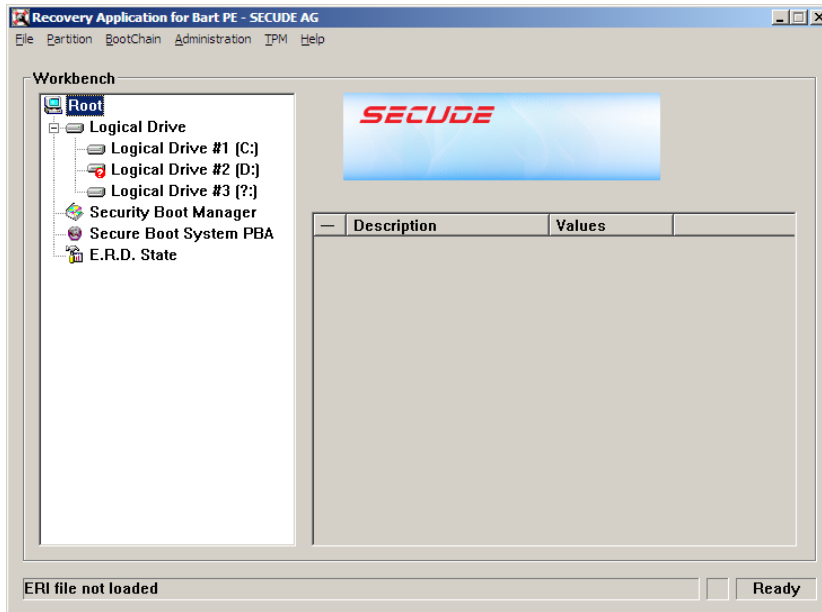 Recovery Application for Bart PE - SECUDE AG
File Partition BootChain Administration TPM Help
Workbench
Root
Logical Drive
Logical Drive #1 (C:)
Logical Drive #2 (D:)
Logical Drive #3 (?:)
Security Boot Manager
Secure Boot System PBA
E.R.D. State
SECUDE
— Description Values
ERI file not loaded
Ready